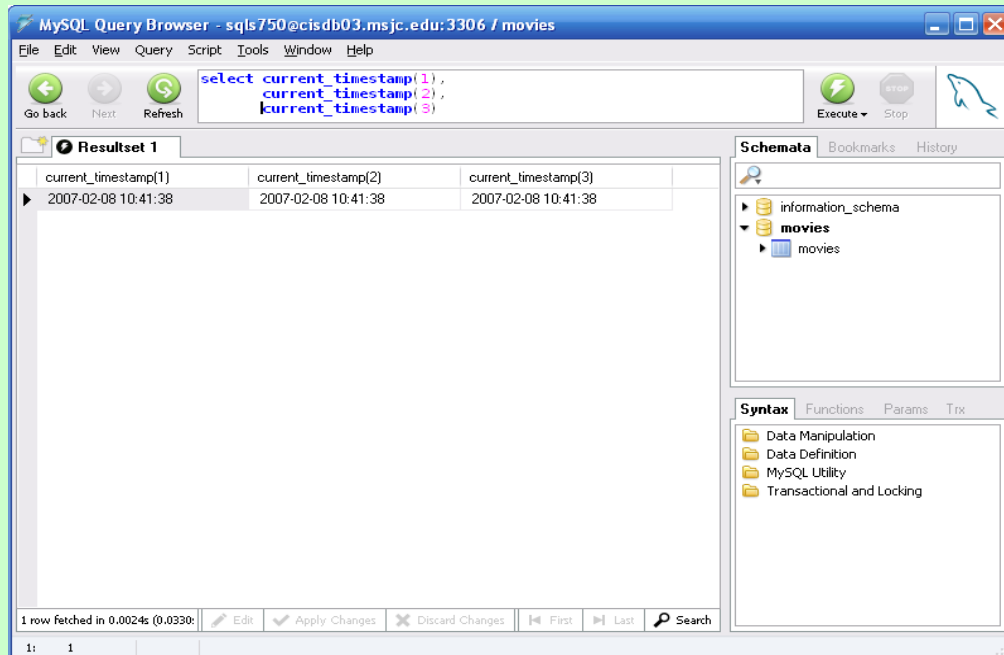 MySQL Query Browser - sqls750@cisdb03.msjc.edu:3306 / movies
File Edit View Query Script Tools Window Help
Go back Next Refresh
select current_timestamp(1),
current_timestamp(2),
current_timestamp(3)
Execute STOP Stop
Resultset 1
current_timestamp(1) current_timestamp(2) current_timestamp(3)
2007-02-08 10:41:38 2007-02-08 10:41:38 2007-02-08 10:41:38
Schemata Bookmarks History
information_schema
movies
movies
Syntax Functions Params Trx
Data Manipulation
Data Definition
MySQL Utility
Transactional and Locking
1 row fetched in 0.0024s (0.0330: Edit Apply Changes Discard Changes First Last Search
1: 1